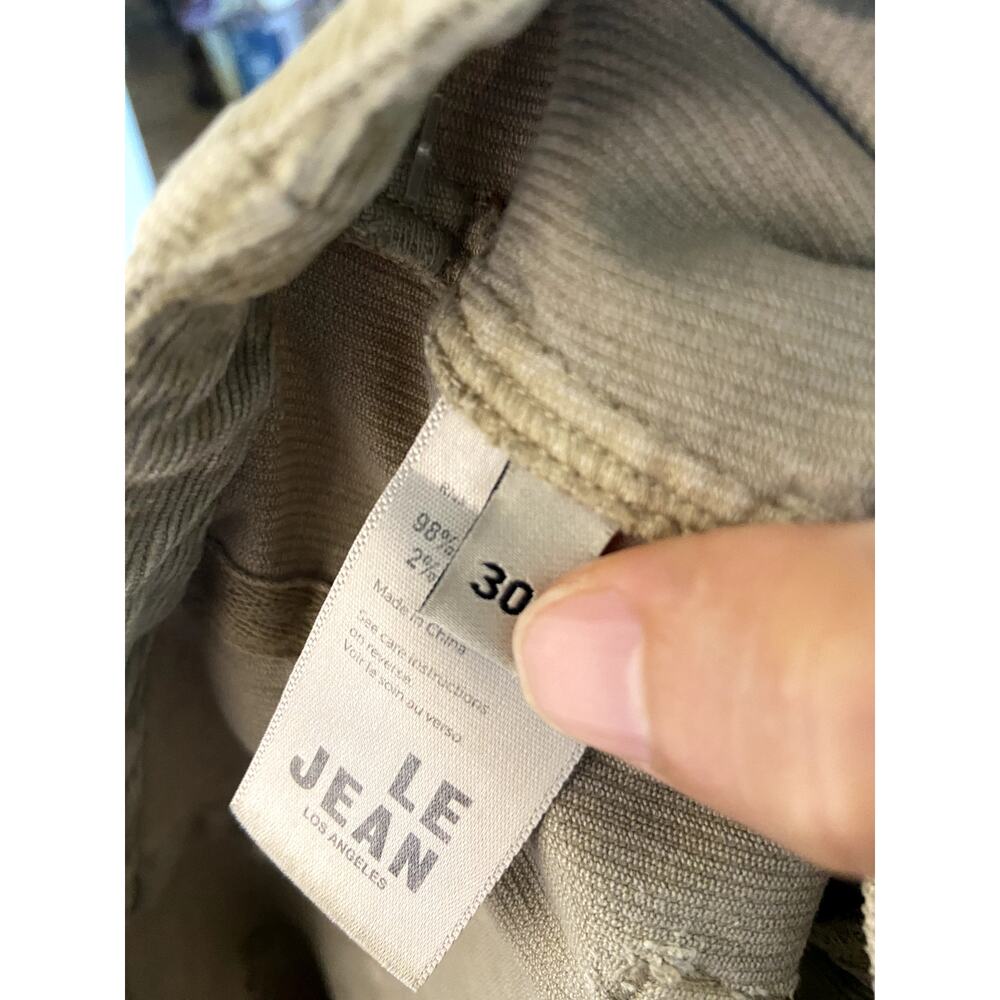 98%
2%
30
Made in China
See care instructions
on reverse.
Voir le soin au verso
LE
JEAN
LOS ANGELES